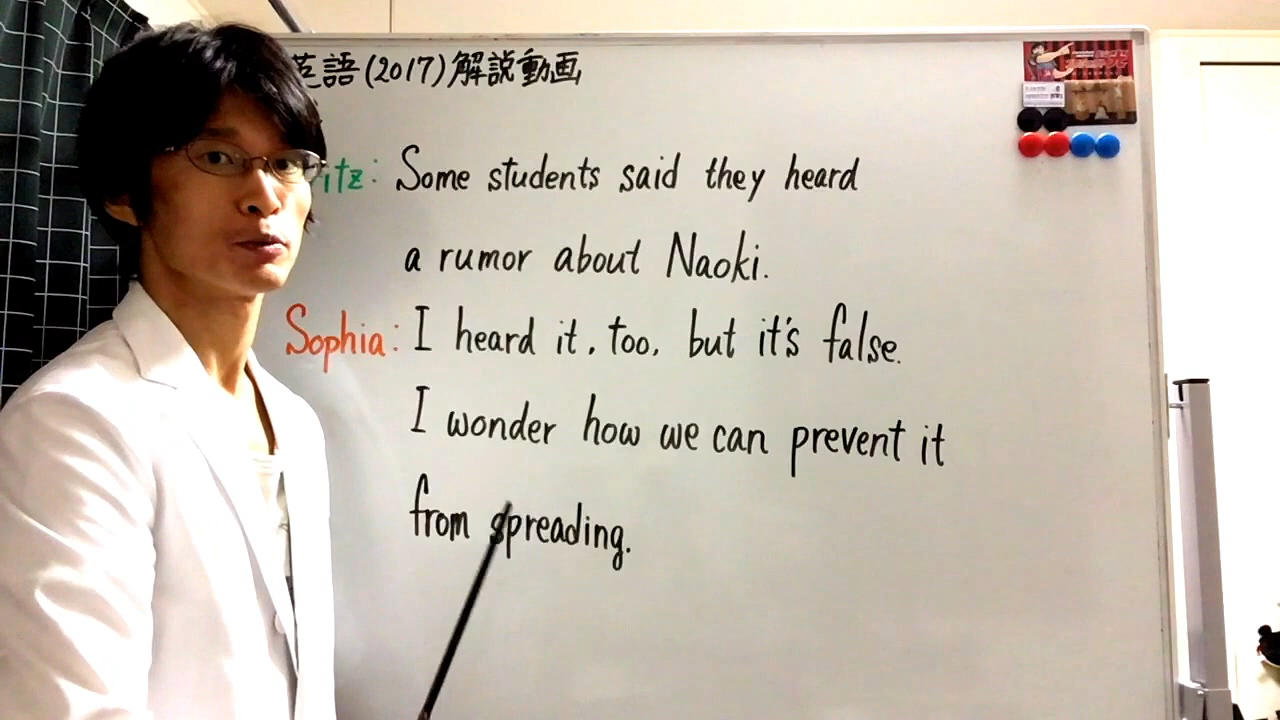 英語(2017)解説動画
itz: Some students said they heard
a rumor about Naoki.
Sophia: I heard it, too, but it's false.
I wonder how we can prevent it
from spreading.